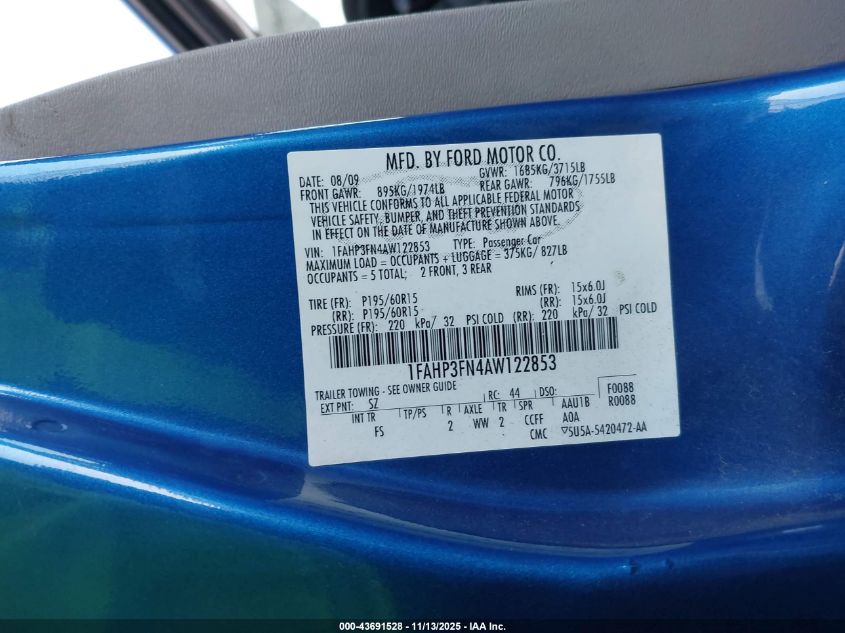 MFD. BY FORD MOTOR CO.
DATE: 08/09 GVWR: 1685KG/3715LB
FRONT GAWR: 895KG/1974LB REAR GAWR: 796KG/1755LB
THIS VEHICLE CONFORMS TO ALL APPLICABLE FEDERAL MOTOR
VEHICLE SAFETY, BUMPER, AND THEFT PREVENTION STANDARDS
IN EFFECT ON THE DATE OF MANUFACTURE SHOWN ABOVE.
VIN: 1FAHP3FN4AW122853 TYPE: Passenger Car
MAXIMUM LOAD = OCCUPANTS + LUGGAGE = 375KG/ 827LB
OCCUPANTS = 5 TOTAL; 2 FRONT, 3 REAR
TIRE (FR): P195/60R15 RIMS (FR): 15x6.0J
(RR): P195/60R15 (RR): 15x6.0J
PRESSURE (FR): 220 kPa/ 32 PSI COLD (RR): 220 kPa/ 32 PSI COLD
1FAHP3FN4AW122853
TRAILER TOWING - SEE OWNER GUIDE
EXT PNT: SZ RC: 44 DSO: F0088
INT TR TP/PS R AXLE TR SPR AAU1B R0088
FS 2 WW 2 CCFF AOA
CMC ▽5U5A-5420472-AA
000-43691528 - 11/13/2025 - IAA Inc.